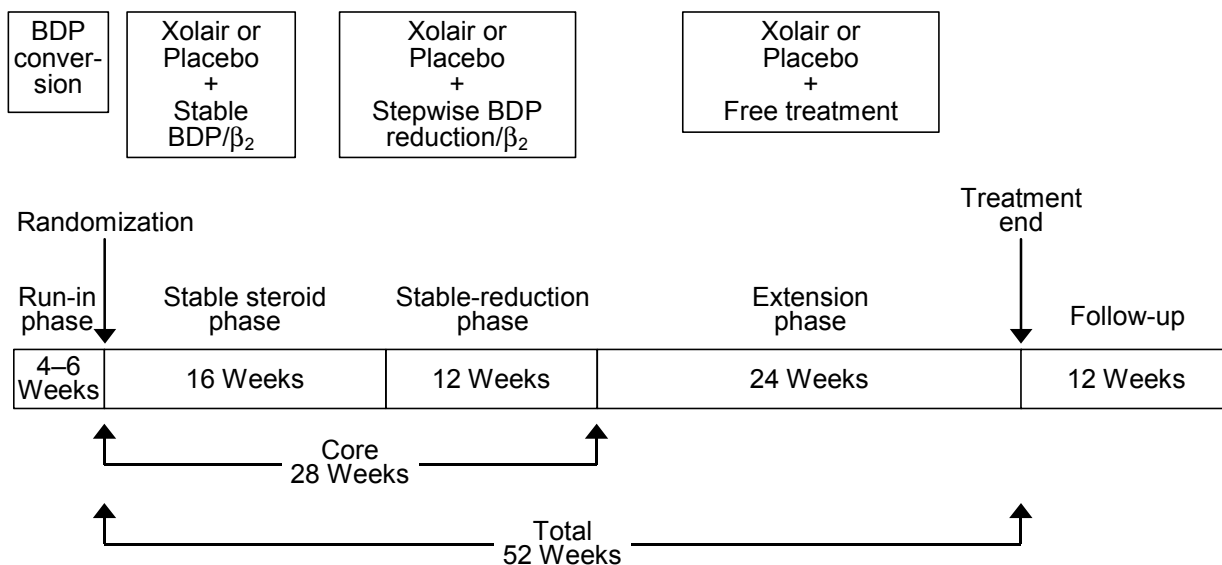 BDP
conver-
sion
Xolair or
Placebo
+
Stable
BDP/β₂
Xolair or
Placebo
+
Stepwise BDP
reduction/β₂
Xolair or
Placebo
+
Free treatment
Randomization
Treatment
end
Run-in
phase
Stable steroid
phase
Stable-reduction
phase
Extension
phase
Follow-up
4–6
Weeks
16 Weeks
12 Weeks
24 Weeks
12 Weeks
Core
28 Weeks
Total
52 Weeks